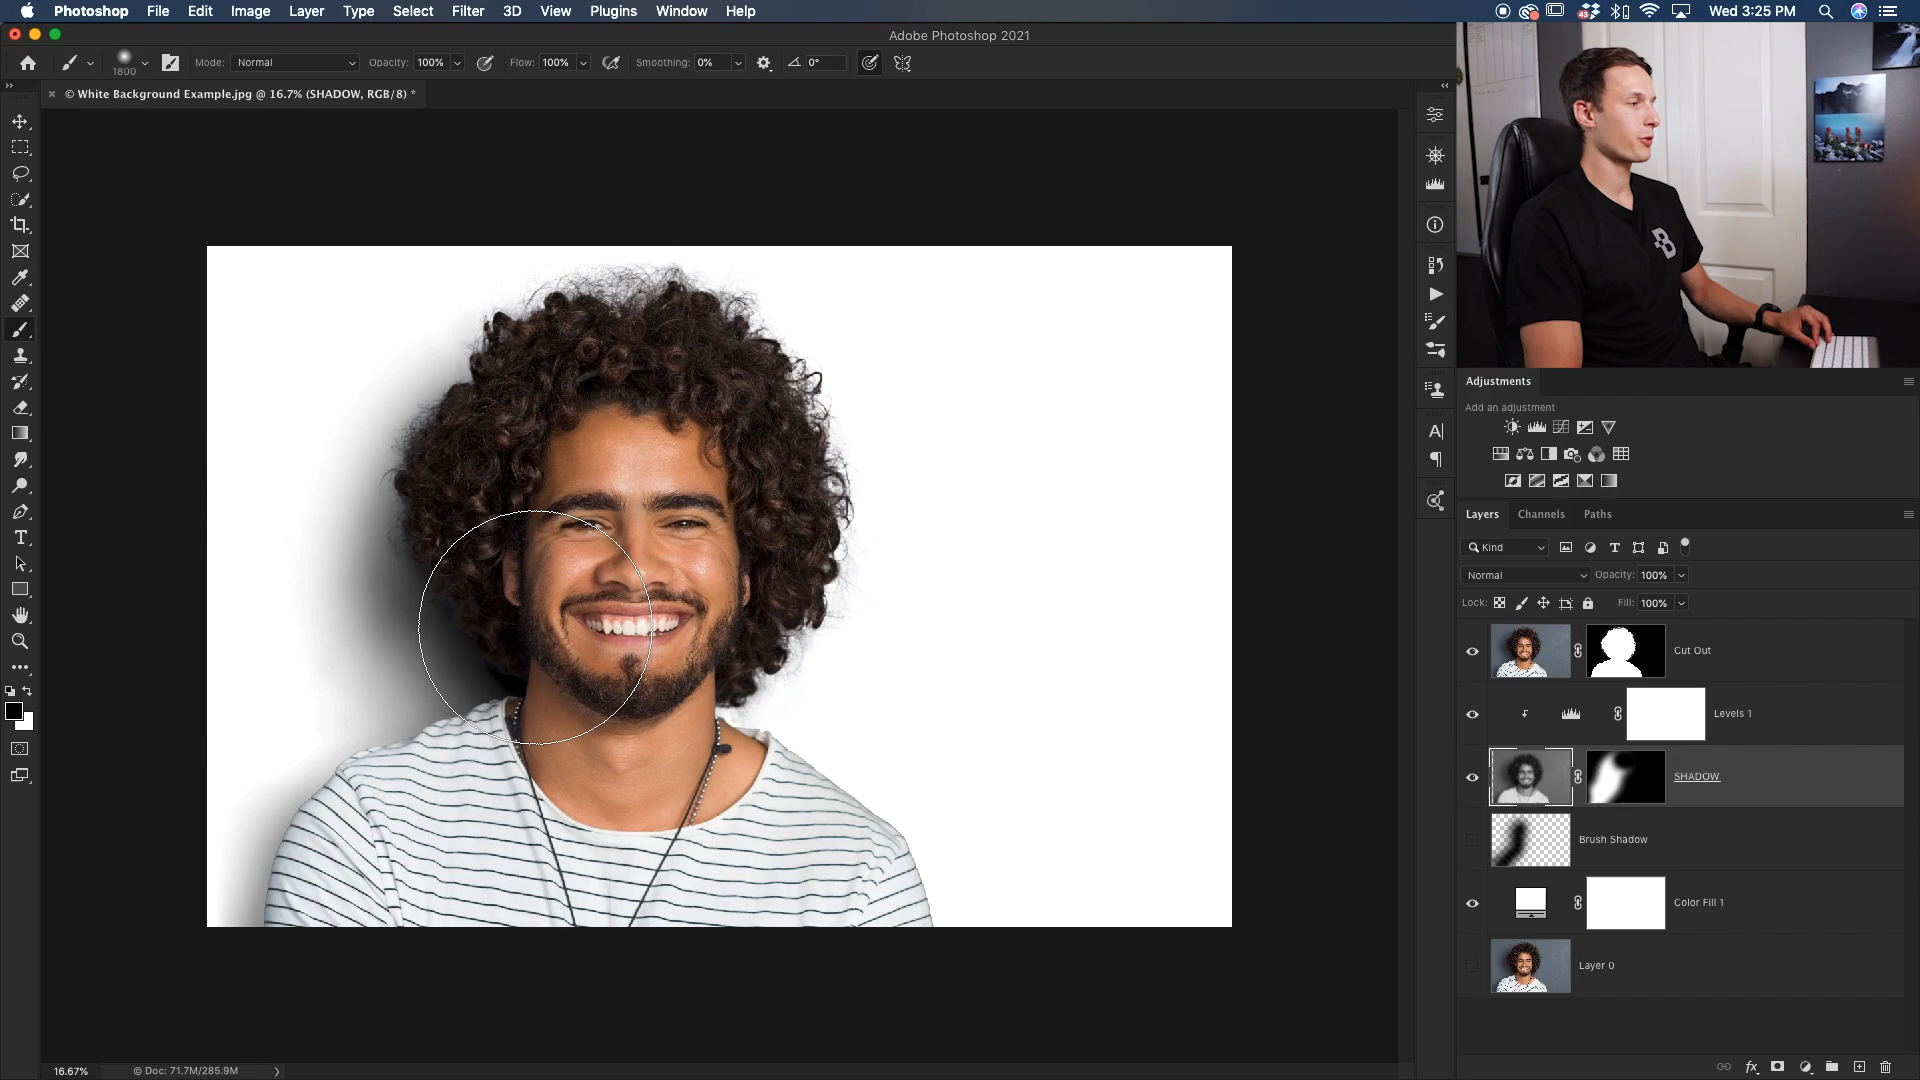 Photoshop File Edit Image Layer Type Select Filter 3D View Plugins Window Help
43
Wed 3:25 PM
Adobe Photoshop 2021
1800
Mode: Normal
Opacity: 100%
Flow: 100%
Smoothing: 0%
0°
© White Background Example.jpg @ 16.7% (SHADOW, RGB/8) *
B
Adjustments
Add an adjustment
Layers Channels Paths
Kind
Normal
Opacity: 100%
Lock:
Fill: 100%
Cut Out
Levels 1
SHADOW
Brush Shadow
Color Fill 1
Layer 0
16.67%
© Doc: 71.7M/285.9M